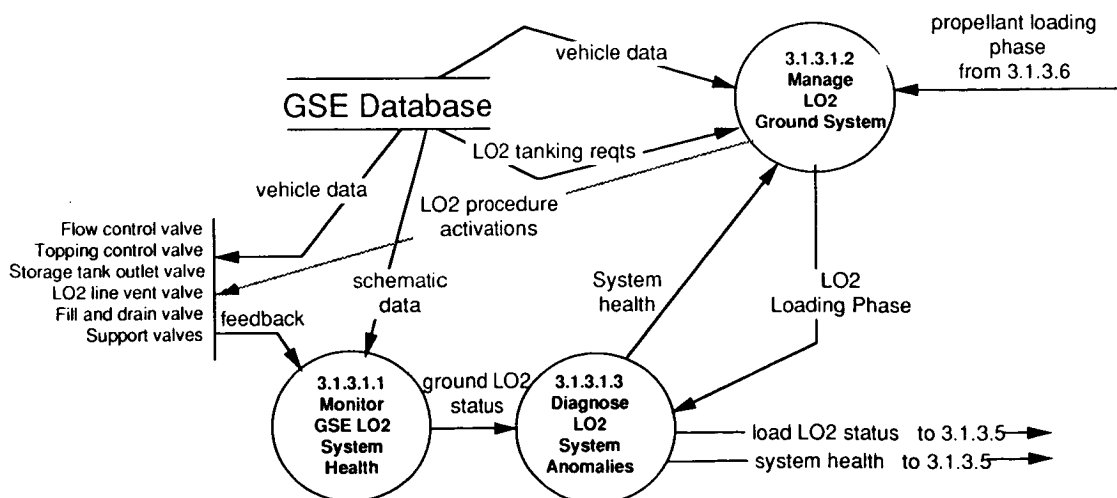 propellant loading
phase
from 3.1.3.6
vehicle data
3.1.3.1.2
Manage
LO2
Ground System
GSE Database
LO2 tanking reqts
vehicle data
LO2 procedure
activations
Flow control valve
Topping control valve
Storage tank outlet valve
LO2 line vent valve
Fill and drain valve
Support valves
feedback
schematic
data
System
health
LO2
Loading Phase
3.1.3.1.1
Monitor
GSE LO2
System
Health
ground LO2
status
3.1.3.1.3
Diagnose
LO2
System
Anomalies
load LO2 status to 3.1.3.5
system health to 3.1.3.5